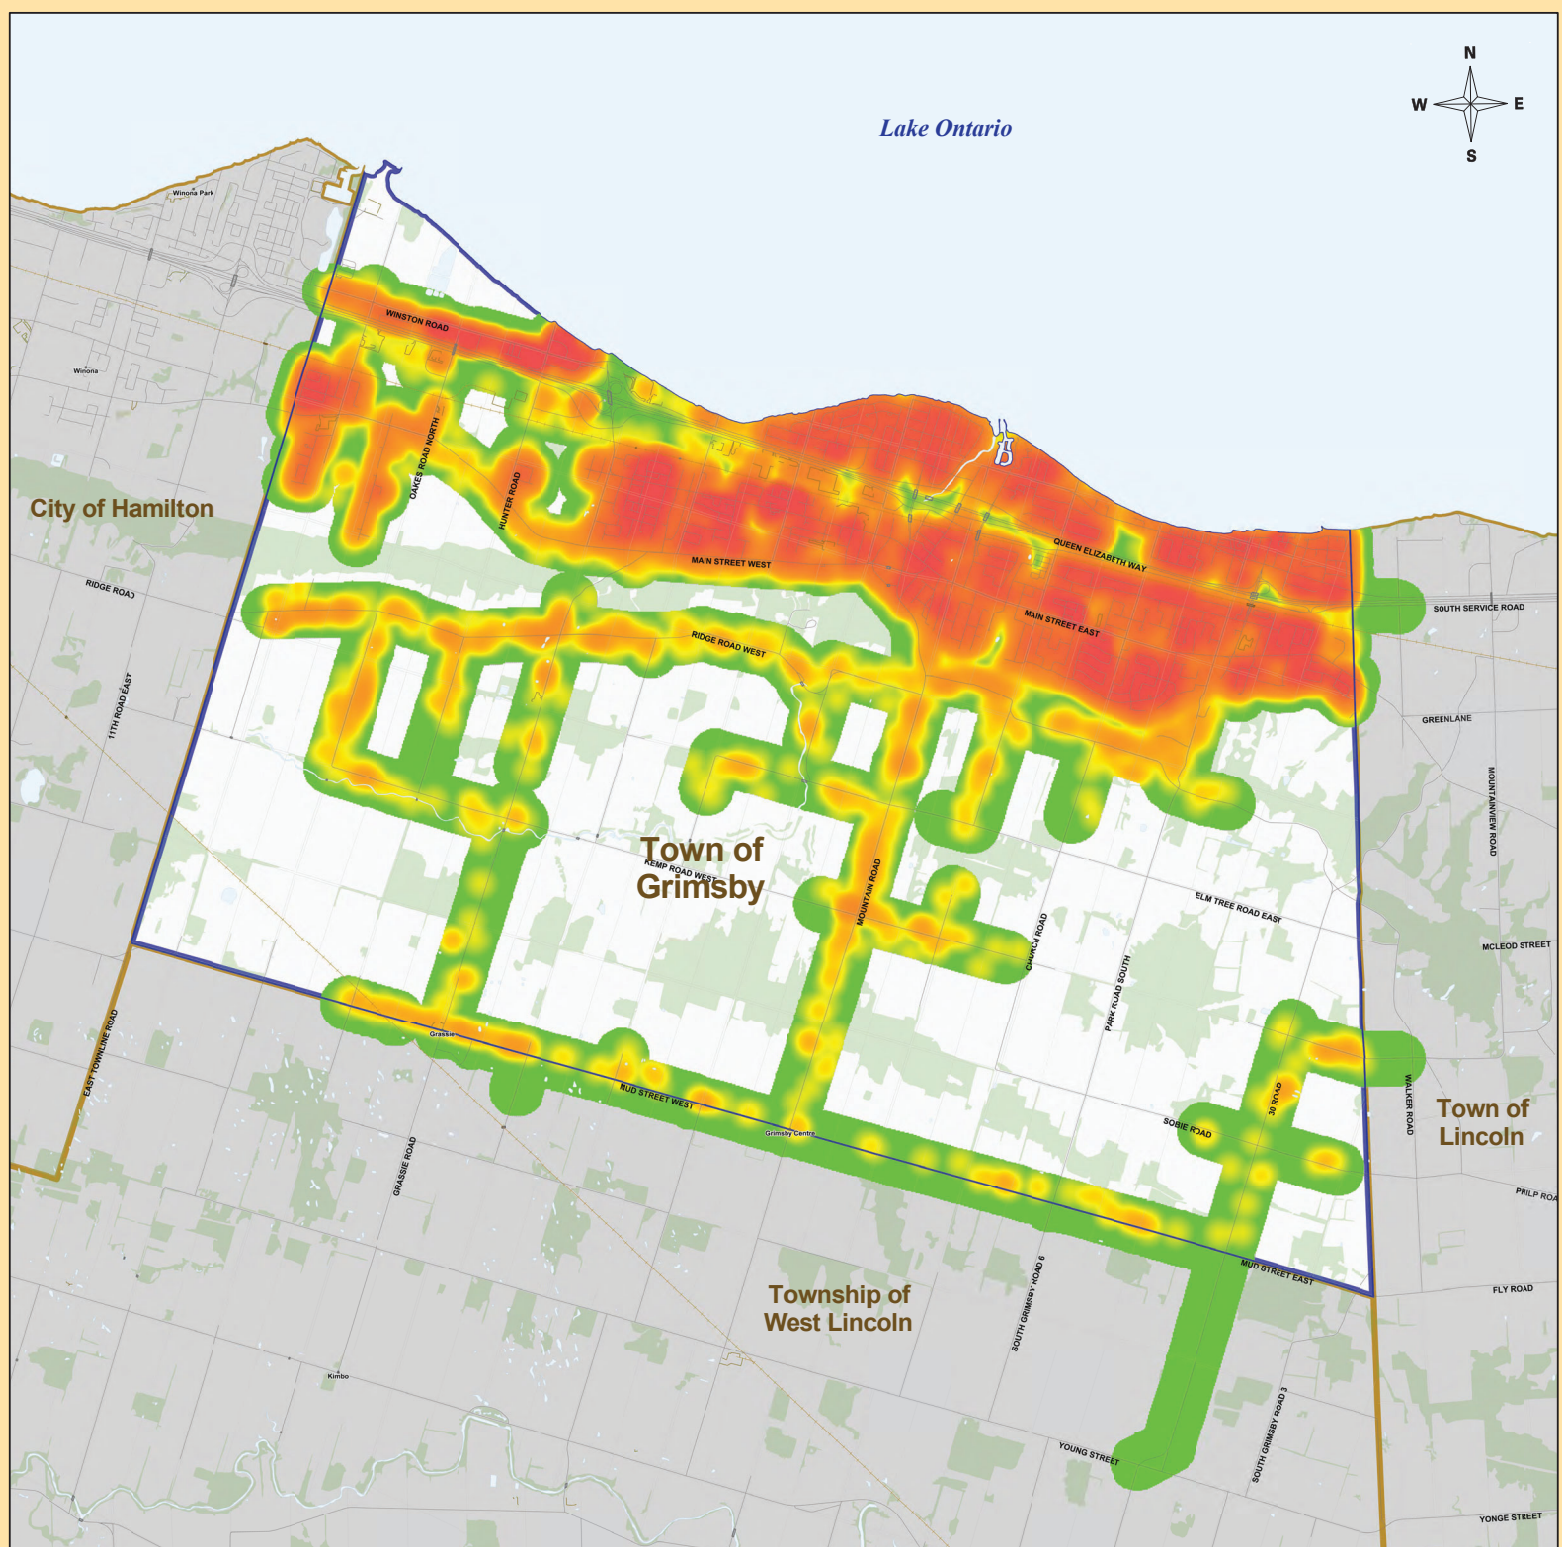 N
W E
S
Lake Ontario
Winona Park
WINSTON ROAD
Winona
OAKES ROAD NORTH
HUNTER ROAD
City of Hamilton
QUEEN ELIZABETH WAY
MAIN STREET WEST
RIDGE ROAD
SOUTH SERVICE ROAD
MAIN STREET EAST
RIDGE ROAD WEST
11TH ROAD EAST
GREINLANE
MOUNTAINVIEW ROAD
Town of
Grimsby
KEMP ROAD WEST
MOUNTAIN ROAD
ELM TREE ROAD EAST
CHURCH ROAD
MCLEOD STREET
PARK ROAD SOUTH
EAST TOWNLINE ROAD
Grassie
MUD STREET WEST
30 ROAD
WALKER ROAD
Town of
Lincoln
SOBIE ROAD
Grimsby Centre
GRASSIE ROAD
PHILP ROA
MUD STREET EAST
FLY ROAD
Township of
West Lincoln
SOUTH GRIMSBY ROAD 6
Kimbo
SOUTH GRIMSBY ROAD 3
YOUNG STREET
YONGE STREET